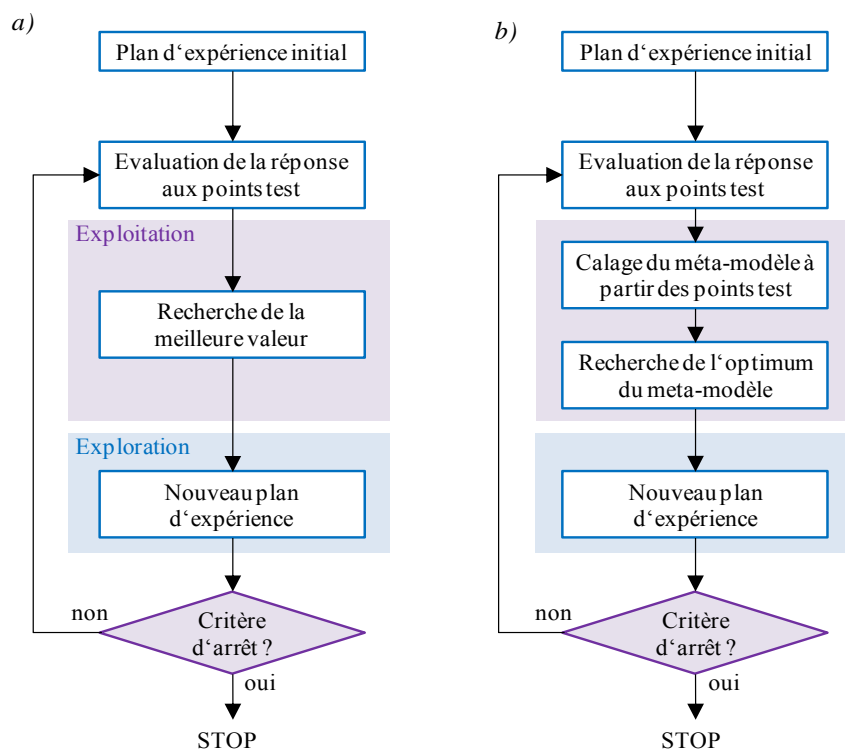 a)
Plan d‘expérience initial
Evaluation de la réponse
aux points test
Exploitation
Recherche de la
meilleure valeur
Exploration
Nouveau plan
d‘expérience
non
Critère
d‘arrêt ?
oui
STOP
b)
Plan d‘expérience initial
Evaluation de la réponse
aux points test
Calage du méta-modèle à
partir des points test
Recherche de l‘optimum
du meta-modèle
Nouveau plan
d‘expérience
non
Critère
d‘arrêt ?
oui
STOP